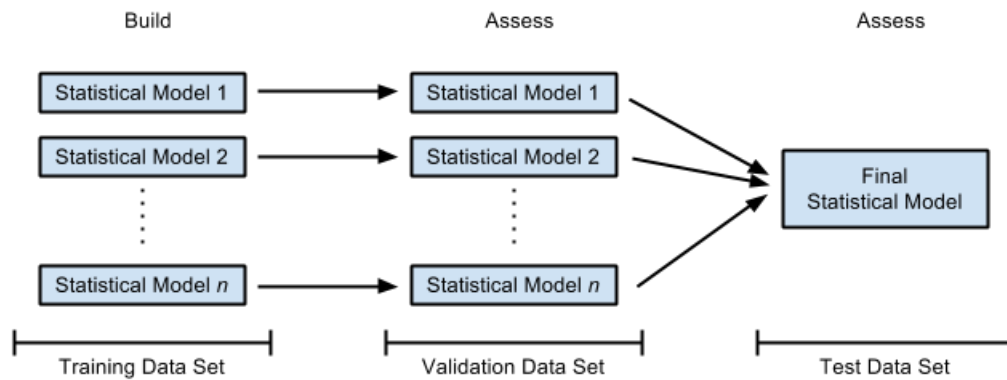 Build
Assess
Assess
Statistical Model 1
Statistical Model 1
Statistical Model 2
Statistical Model 2
Final
Statistical Model
Statistical Model n
Statistical Model n
Training Data Set
Validation Data Set
Test Data Set